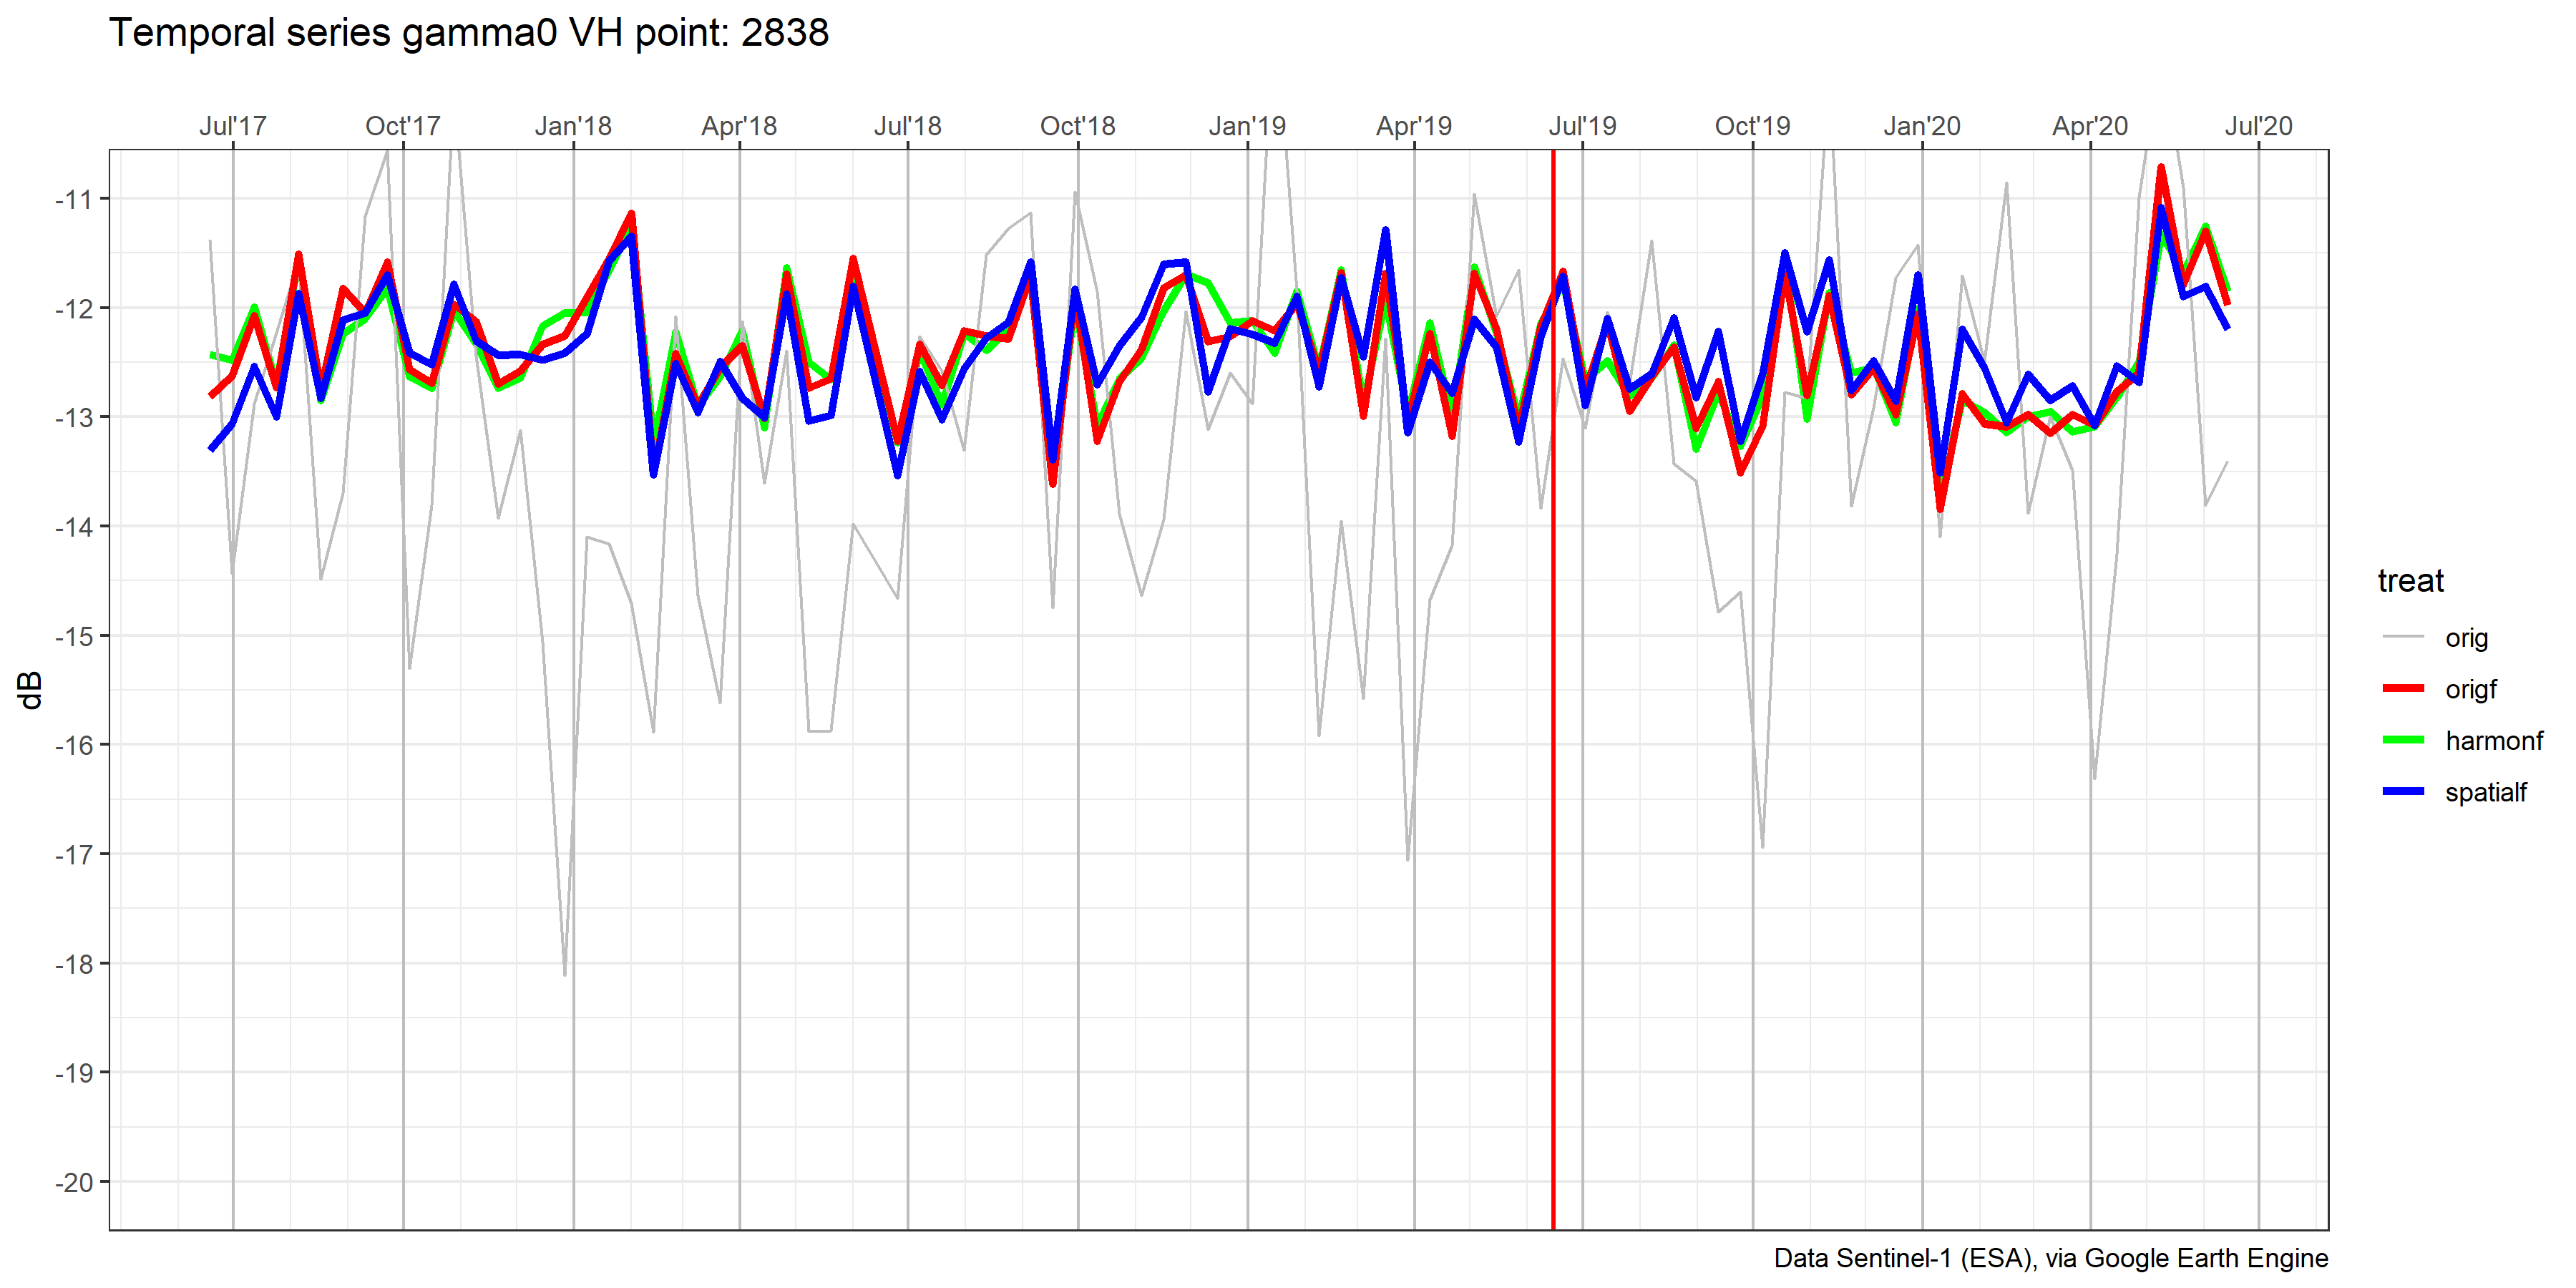 Temporal series gamma0 VH point: 2838
Jul'17 Oct'17 Jan'18 Apr'18 Jul'18 Oct'18 Jan'19 Apr'19 Jul'19 Oct'19 Jan'20 Apr'20 Jul'20
-11
-12
-13
-14
-15
-16
-17
-18
-19
-20
dB
treat
orig
origf
harmonf
spatialf
Data Sentinel-1 (ESA), via Google Earth Engine